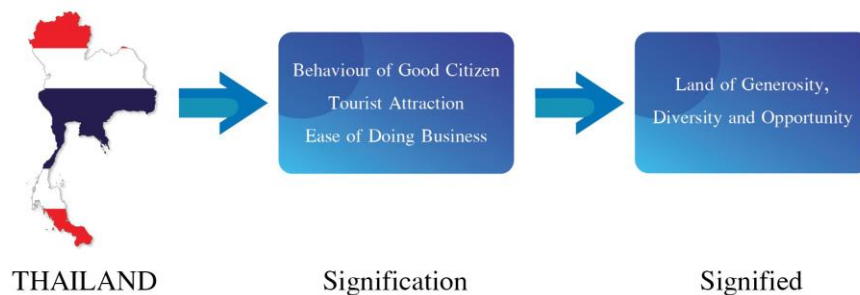 Behaviour of Good Citizen
Tourist Attraction
Ease of Doing Business
Land of Generosity,
Diversity and Opportunity
THAILAND
Signification
Signified